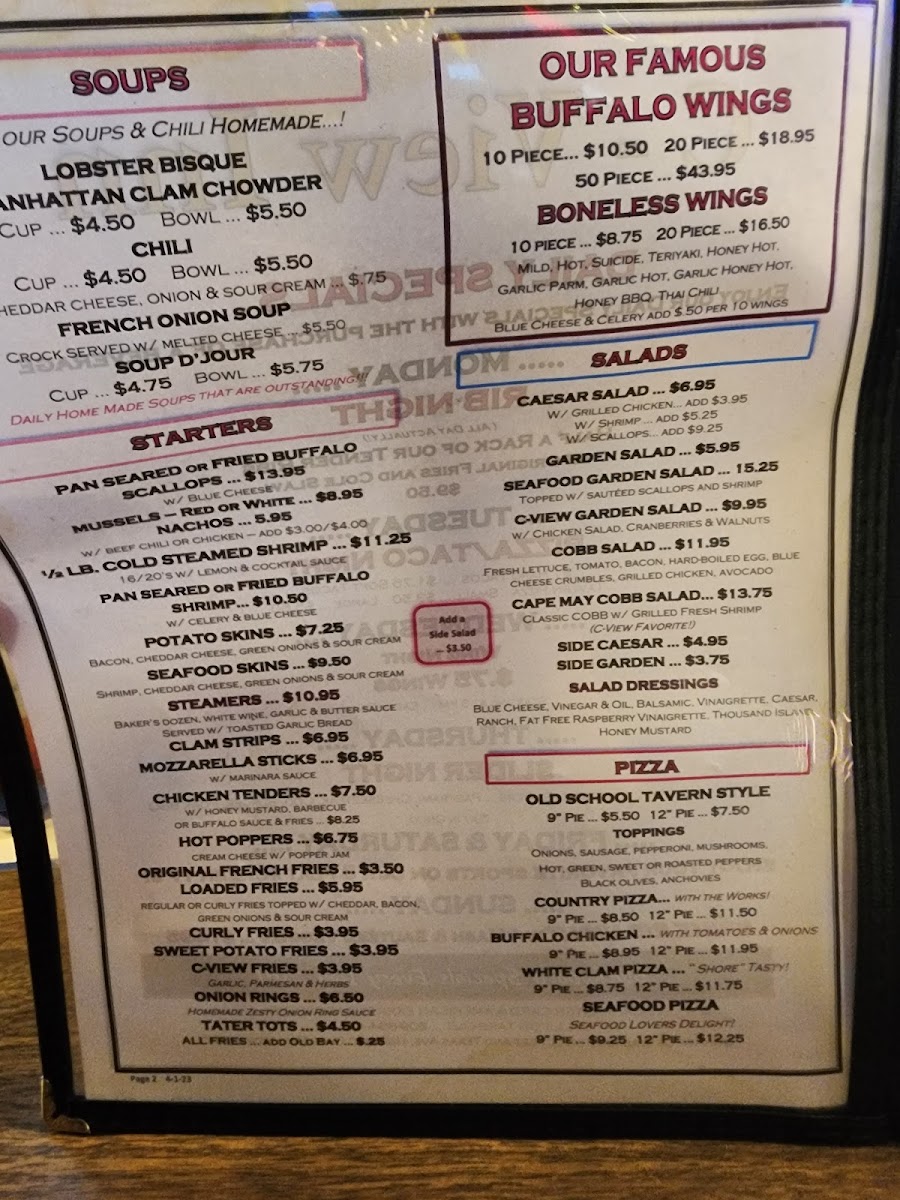 SOUPS
OUR SOUPS & CHILI HOMEMADE...!
LOBSTER BISQUE
ANHATTAN CLAM CHOWDER
CUP ... $4.50 BOWL ... $5.50
CHILI
CUP ... $4.50 BOWL ... $5.50
HEDDAR CHEESE, ONION & SOUR CREAM ... $.75
FRENCH ONION SOUP
CROCK SERVED W/ MELTED CHEESE ... $5.50
SOUP D'JOUR
CUP ... $4.75 BOWL ... $5.75
DAILY HOME MADE SOUPS THAT ARE OUTSTANDING!!!
STARTERS
PAN SEARED OR FRIED BUFFALO
SCALLOPS ... $13.95
W/ BLUE CHEESE
MUSSELS – RED OR WHITE ... $8.95
NACHOS ... 5.95
W/ BEEF CHILI OR CHICKEN – ADD $3.00/$4.00
½ LB. COLD STEAMED SHRIMP ... $11.25
16/20'S W/ LEMON & COCKTAIL SAUCE
PAN SEARED OR FRIED BUFFALO
SHRIMP... $10.50
W/ CELERY & BLUE CHEESE
POTATO SKINS ... $7.25
BACON, CHEDDAR CHEESE, GREEN ONIONS & SOUR CREAM
SEAFOOD SKINS ... $9.50
SHRIMP, CHEDDAR CHEESE, GREEN ONIONS & SOUR CREAM
STEAMERS ... $10.95
BAKER'S DOZEN, WHITE WINE, GARLIC & BUTTER SAUCE
SERVED W/ TOASTED GARLIC BREAD
CLAM STRIPS ... $6.95
MOZZARELLA STICKS ... $6.95
W/ MARINARA SAUCE
CHICKEN TENDERS ... $7.50
W/ HONEY MUSTARD, BARBECUE
OR BUFFALO SAUCE & FRIES ... $8.25
HOT POPPERS ... $6.75
CREAM CHEESE W/ POPPER JAM
ORIGINAL FRENCH FRIES ... $3.50
LOADED FRIES ... $5.95
REGULAR OR CURLY FRIES TOPPED W/ CHEDDAR, BACON,
GREEN ONIONS & SOUR CREAM
CURLY FRIES ... $3.95
SWEET POTATO FRIES ... $3.95
C-VIEW FRIES ... $3.95
GARLIC, PARMESAN & HERBS
ONION RINGS ... $6.50
HOMEMADE ZESTY ONION RING SAUCE
TATER TOTS ... $4.50
ALL FRIES ... ADD OLD BAY ... $.25
Page 2 6-1-23
Add a
Side Salad
... $3.50
OUR FAMOUS
BUFFALO WINGS
10 PIECE... $10.50 20 PIECE ... $18.95
50 PIECE ... $43.95
BONELESS WINGS
10 PIECE ... $8.75 20 PIECE ... $16.50
MILD, HOT, SUICIDE, TERIYAKI, HONEY HOT,
GARLIC PARM, GARLIC HOT, GARLIC HONEY HOT,
HONEY BBQ, THAI CHILI
BLUE CHEESE & CELERY ADD $.50 PER 10 WINGS
SALADS
CAESAR SALAD ... $6.95
W/ GRILLED CHICKEN... ADD $3.95
W/ SHRIMP ... ADD $5.25
W/ SCALLOPS... ADD $9.25
GARDEN SALAD ... $5.95
SEAFOOD GARDEN SALAD ... 15.25
TOPPED W/ SAUTÉED SCALLOPS AND SHRIMP
C-VIEW GARDEN SALAD ... $9.95
W/ CHICKEN SALAD, CRANBERRIES & WALNUTS
COBB SALAD ... $11.95
FRESH LETTUCE, TOMATO, BACON, HARD-BOILED EGG, BLUE
CHEESE CRUMBLES, GRILLED CHICKEN, AVOCADO
CAPE MAY COBB SALAD... $13.75
CLASSIC COBB W/ GRILLED FRESH SHRIMP
(C-VIEW FAVORITE!)
SIDE CAESAR ... $4.95
SIDE GARDEN ... $3.75
SALAD DRESSINGS
BLUE CHEESE, VINEGAR & OIL, BALSAMIC, VINAIGRETTE, CAESAR,
RANCH, FAT FREE RASPBERRY VINAIGRETTE, THOUSAND ISLAND,
HONEY MUSTARD
PIZZA
OLD SCHOOL TAVERN STYLE
9" PIE ... $5.50 12" PIE ... $7.50
TOPPINGS
ONIONS, SAUSAGE, PEPPERONI, MUSHROOMS,
HOT, GREEN, SWEET OR ROASTED PEPPERS
BLACK OLIVES, ANCHOVIES
COUNTRY PIZZA... WITH THE WORKS!
9" PIE ... $8.50 12" PIE ... $11.50
BUFFALO CHICKEN ... WITH TOMATOES & ONIONS
9" PIE ... $8.95 12" PIE ... $11.95
WHITE CLAM PIZZA ... "SHORE" TASTY!
9" PIE ... $8.75 12" PIE ... $11.75
SEAFOOD PIZZA
SEAFOOD LOVERS DELIGHT!
9" PIE ... $9.25 12" PIE ... $12.25